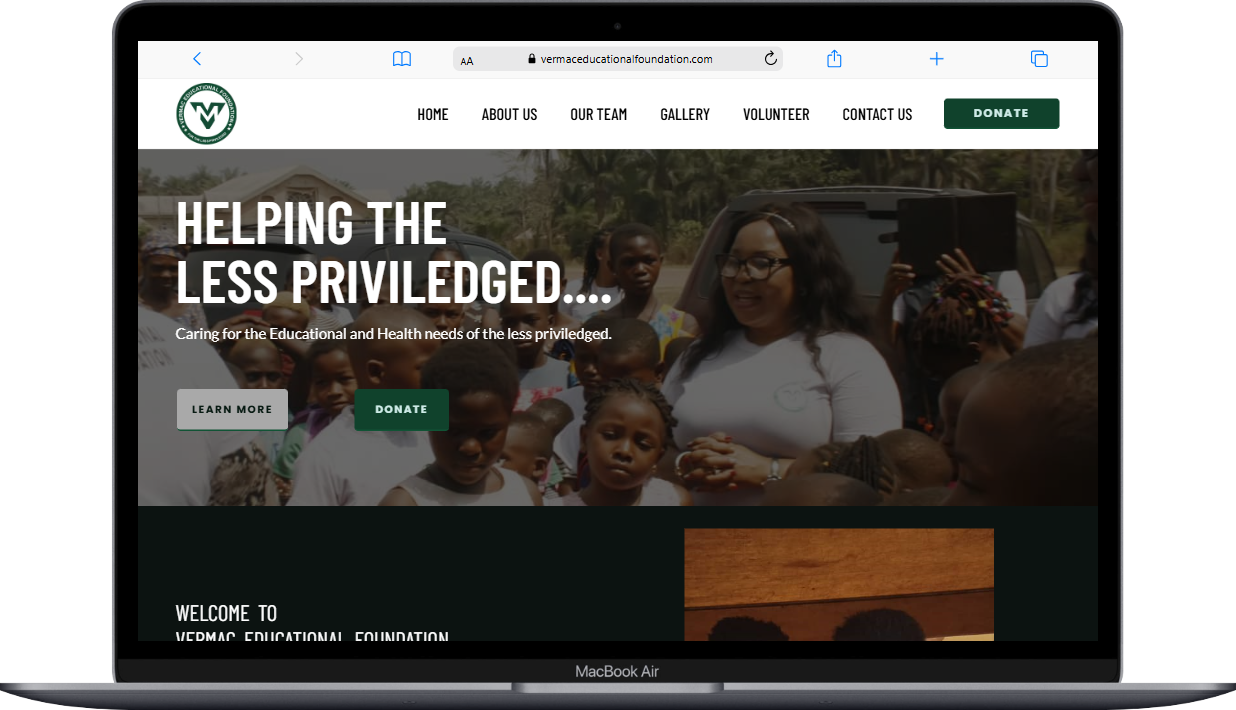 AA
vermaceducationalfoundation.com
VERMAC EDUCATIONAL FOUNDATION
HOME
ABOUT US
OUR TEAM
GALLERY
VOLUNTEER
CONTACT US
DONATE
HELPING THE
LESS PRIVILEDGED....
Caring for the Educational and Health needs of the less priviledged.
LEARN MORE
DONATE
WELCOME TO
VERMAC EDUCATIONAL FOUNDATION
MacBook Air